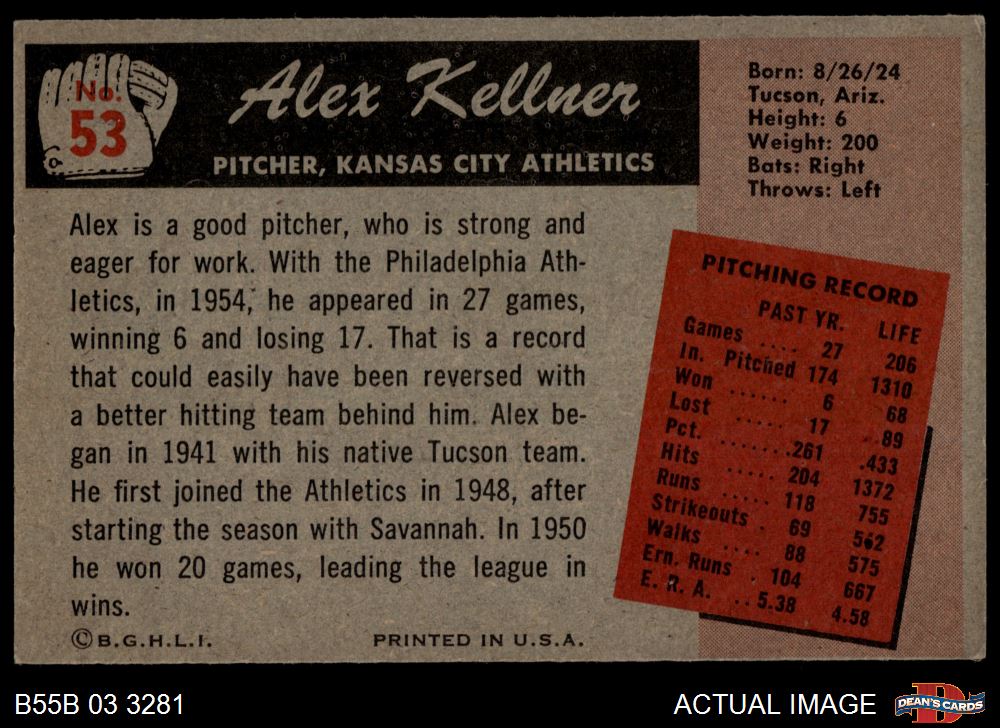 No.
53
Alex Kellner
PITCHER, KANSAS CITY ATHLETICS
Born: 8/26/24
Tucson, Ariz.
Height: 6
Weight: 200
Bats: Right
Throws: Left
Alex is a good pitcher, who is strong and
eager for work. With the Philadelphia Ath-
letics, in 1954, he appeared in 27 games,
winning 6 and losing 17. That is a record
that could easily have been reversed with
a better hitting team behind him. Alex be-
gan in 1941 with his native Tucson team.
He first joined the Athletics in 1948, after
starting the season with Savannah. In 1950
he won 20 games, leading the league in
wins.
©B.G.H.L.I. PRINTED IN U.S.A.
PITCHING RECORD
PAST YR. LIFE
Games .... 27 206
In. Pitched 174 1310
Won ...... 6 68
Lost ..... 17 89
Pct. .......261 .433
Hits ..... 204 1372
Runs ..... 118 755
Strikeouts . 69 562
Walks .... 88 575
Ern. Runs . 104 667
E. R. A. .. 5.38 4.58
B55B 03 3281
ACTUAL IMAGE
D
DEAN'S CARDS